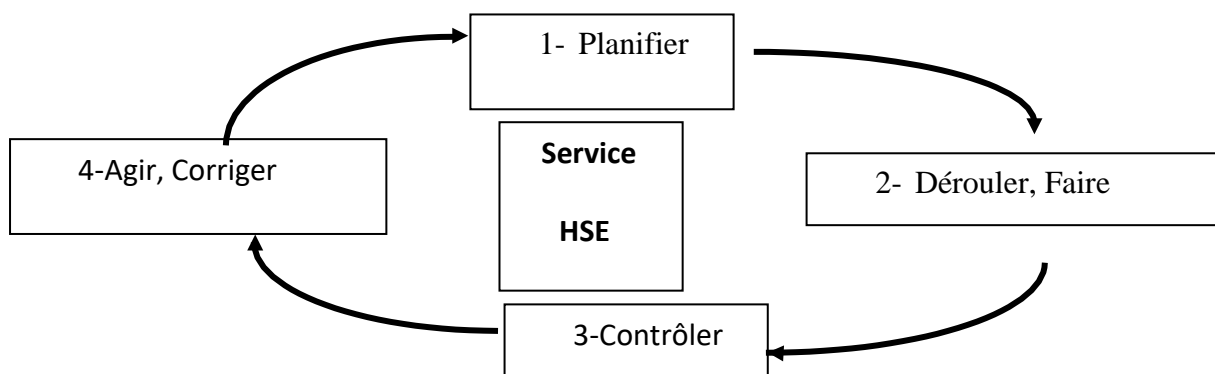 1- Planifier
2- Dérouler, Faire
3-Contrôler
4-Agir, Corriger
Service
HSE